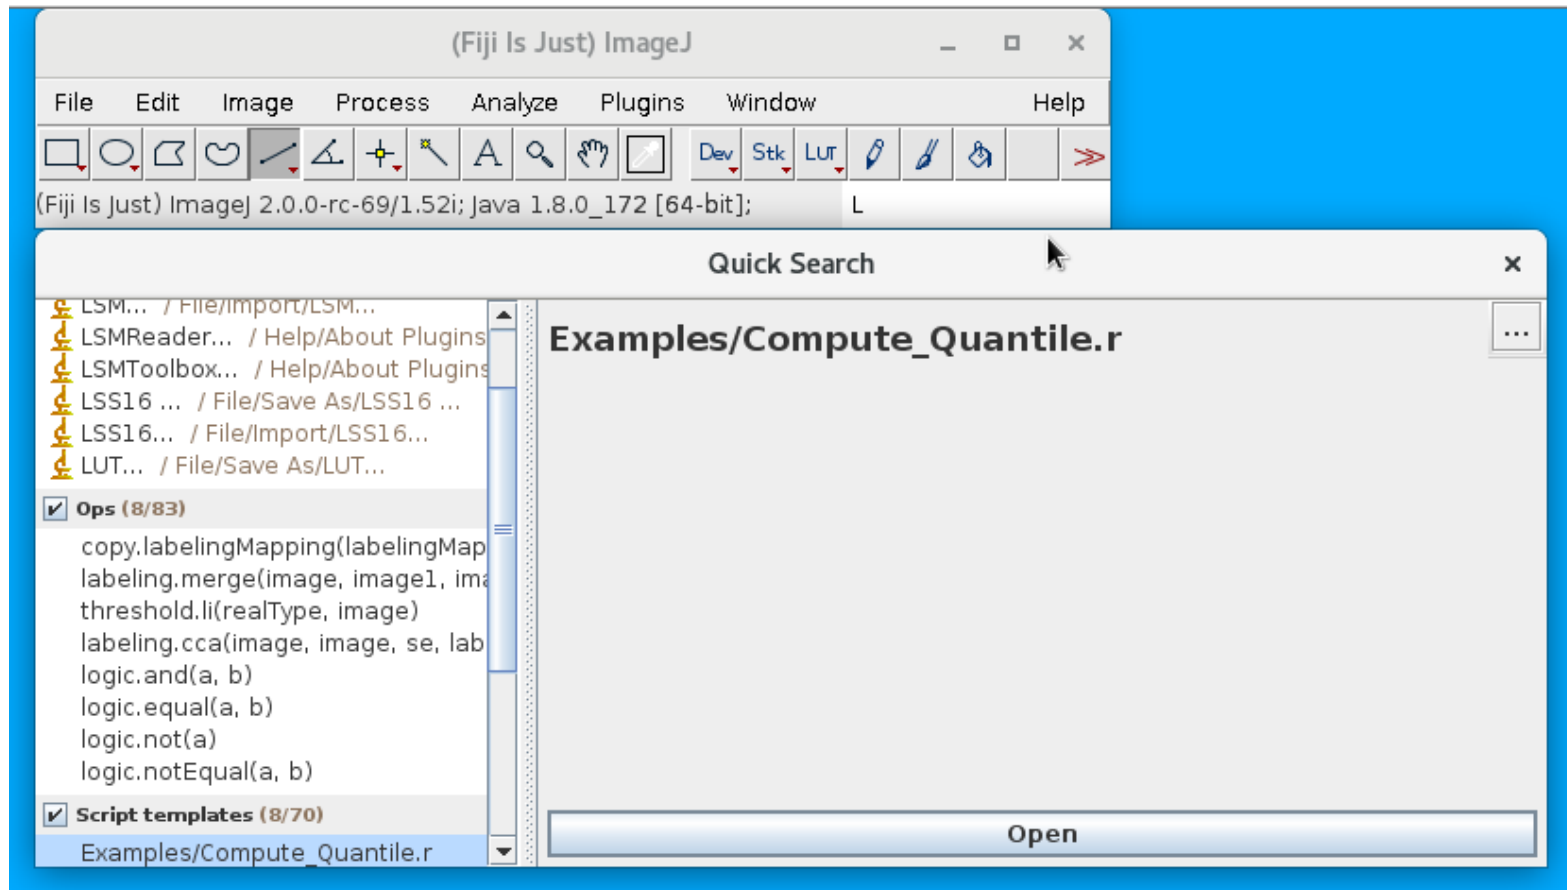 (Fiji Is Just) ImageJ
File Edit Image Process Analyze Plugins Window Help
A Dev Stk LUT
(Fiji Is Just) ImageJ 2.0.0-rc-69/1.52i; Java 1.8.0_172 [64-bit]; L
Quick Search
LSM... / File/Import/LSM...
LSMReader... / Help/About Plugins
LSMToolbox... / Help/About Plugins
LSS16 ... / File/Save As/LSS16 ...
LSS16... / File/Import/LSS16...
LUT... / File/Save As/LUT...
Ops (8/83)
copy.labelingMapping(labelingMap
labeling.merge(image, image1, ima
threshold.li(realType, image)
labeling.cca(image, image, se, lab
logic.and(a, b)
logic.equal(a, b)
logic.not(a)
logic.notEqual(a, b)
Script templates (8/70)
Examples/Compute_Quantile.r
Examples/Compute_Quantile.r
...
Open